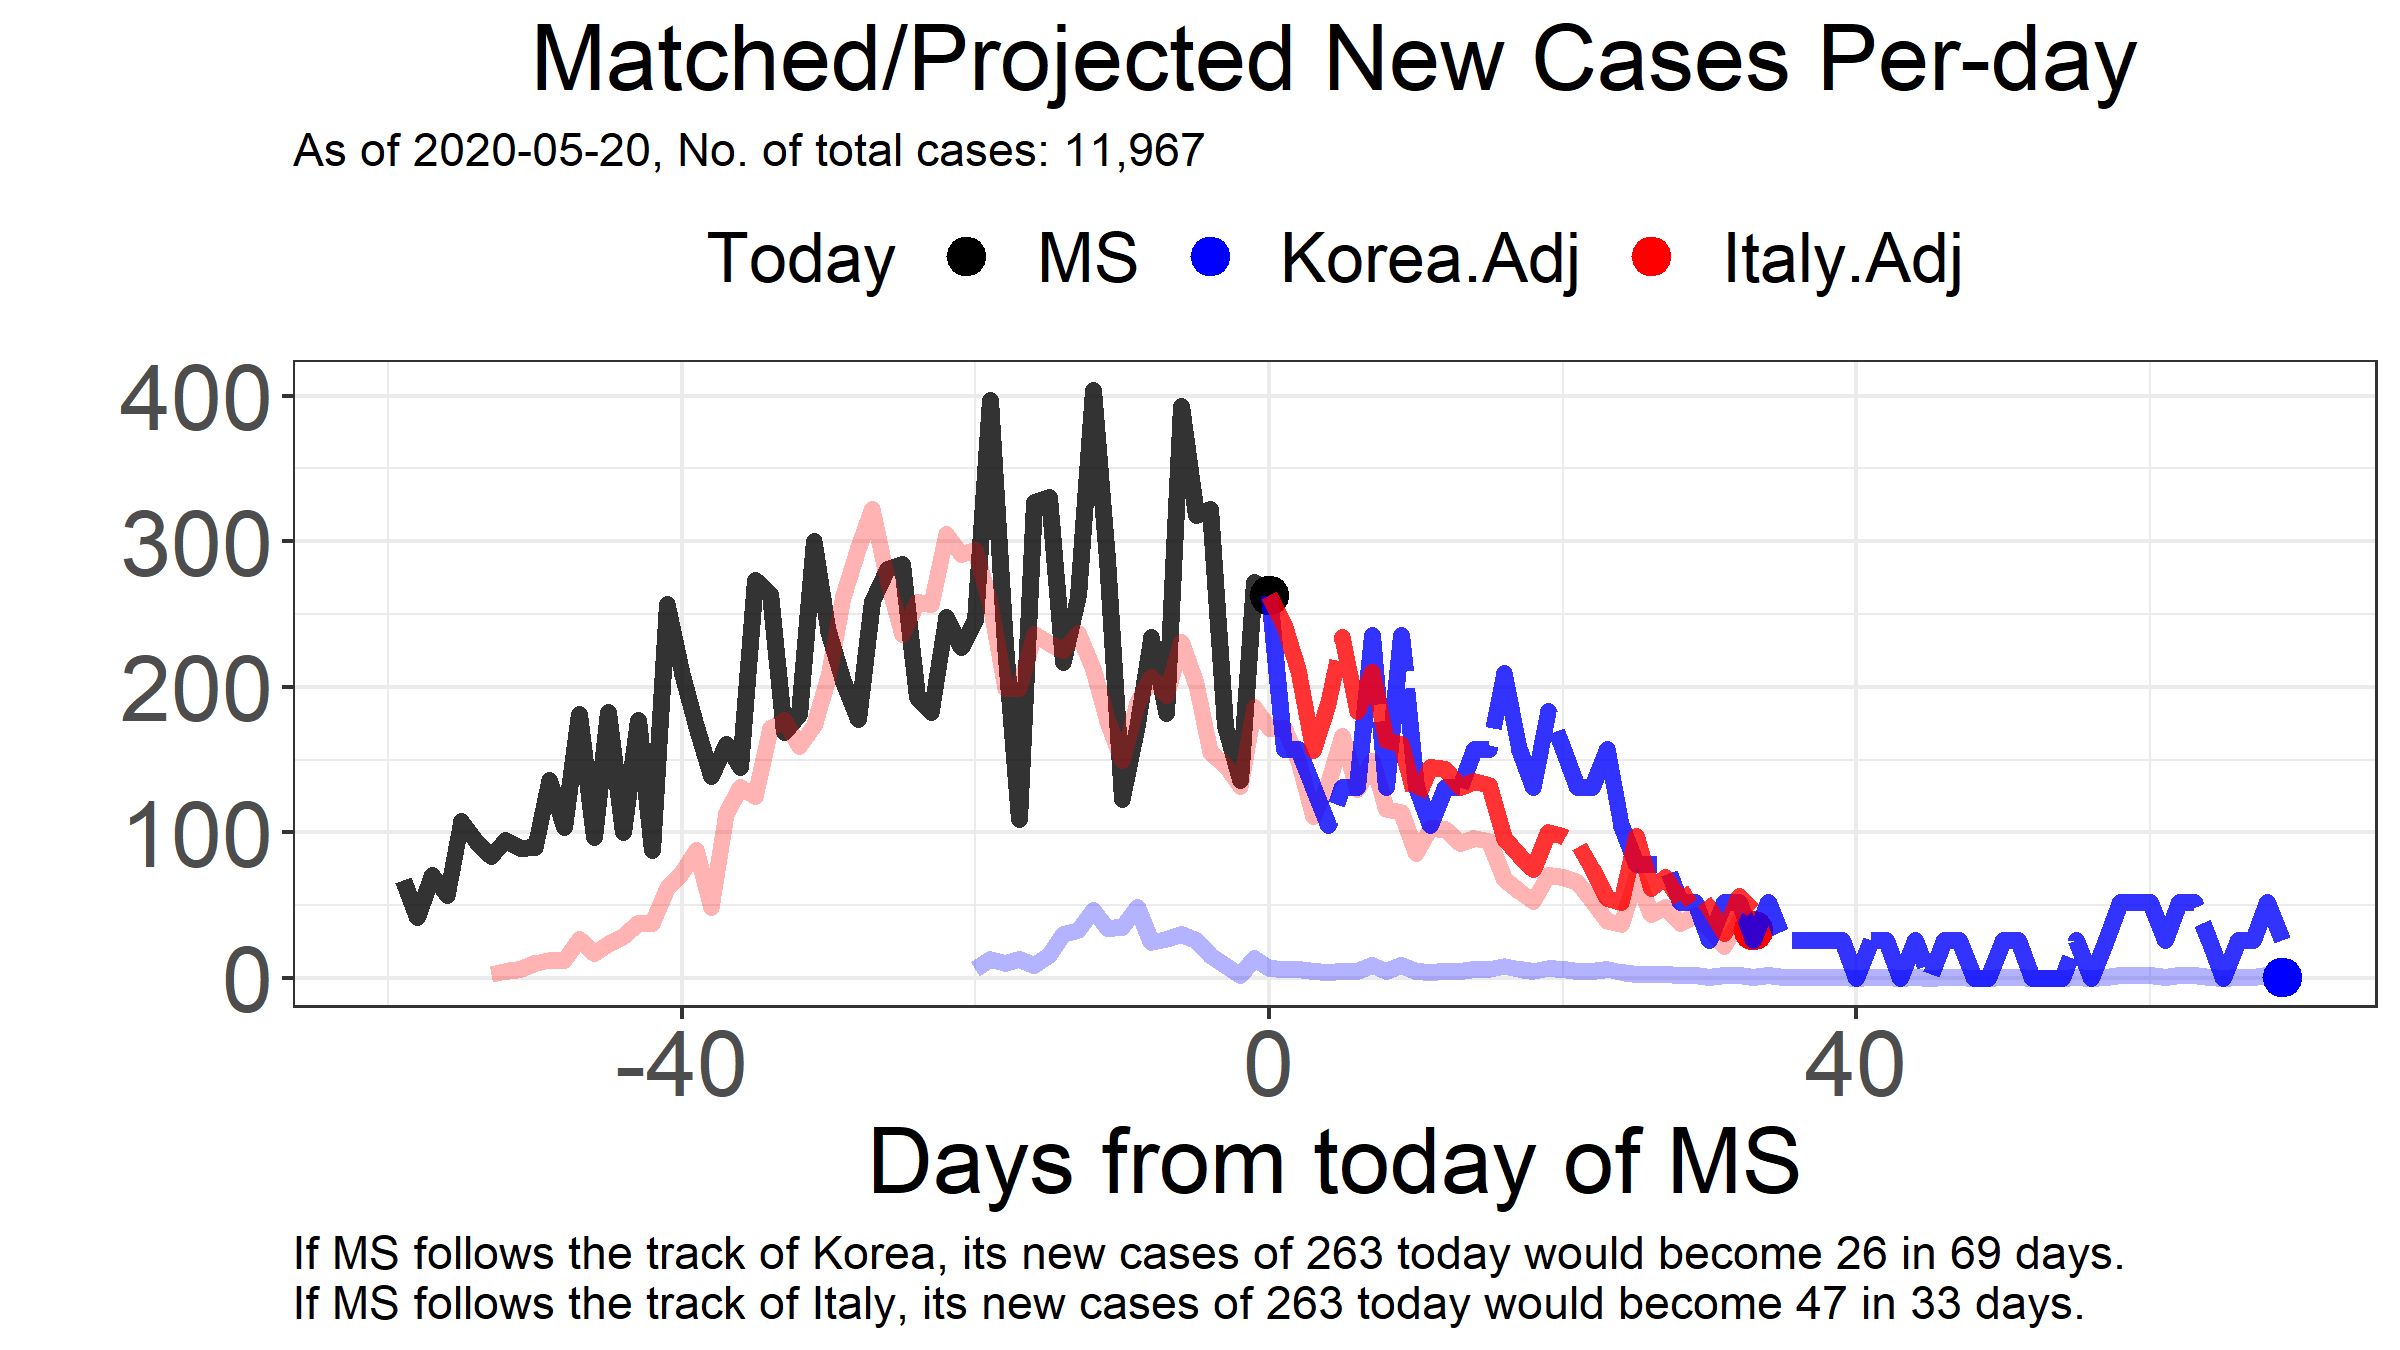 Matched/Projected New Cases Per-day
As of 2020-05-20, No. of total cases: 11,967
Today MS Korea.Adj Italy.Adj
400
300
200
100
0
-40 0 40
Days from today of MS
If MS follows the track of Korea, its new cases of 263 today would become 26 in 69 days.
If MS follows the track of Italy, its new cases of 263 today would become 47 in 33 days.